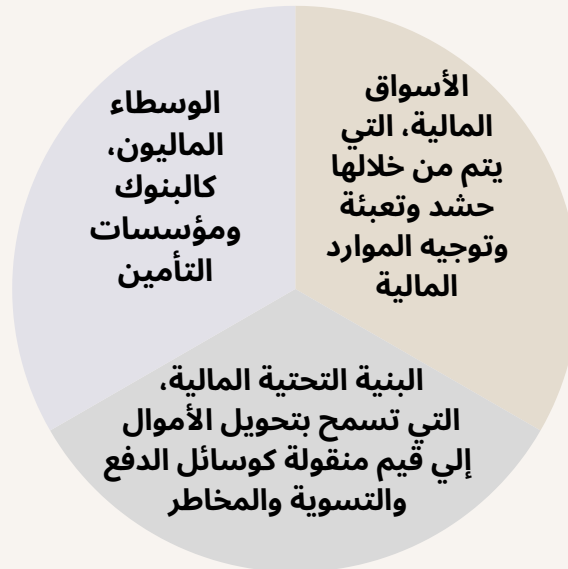 الأسواق
المالية، التي
يتم من خلالها
حشد وتعبئة
وتوجيه الموارد
المالية
الوسطاء
الماليون،
كالبنوك
ومؤسسات
التأمين
البنية التحتية المالية،
التي تسمح بتحويل الأموال
إلي قيم منقولة كوسائل الدفع
والتسوية والمخاطر